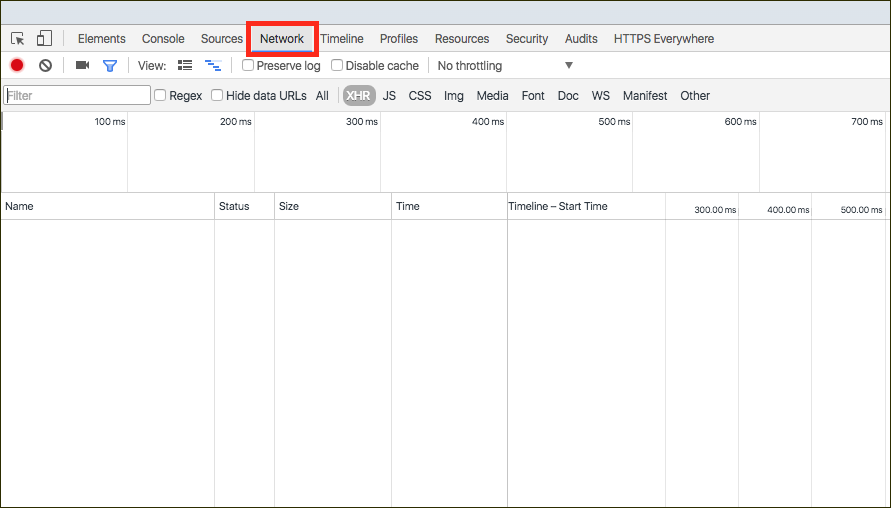 Elements Console Sources Network Timeline Profiles Resources Security Audits HTTPS Everywhere
View: Preserve log Disable cache No throttling
Filter Regex Hide data URLs All XHR JS CSS Img Media Font Doc WS Manifest Other
100 ms 200 ms 300 ms 400 ms 500 ms 600 ms 700 ms
Name Status Size Time Timeline – Start Time 300.00 ms 400.00 ms 500.00 ms